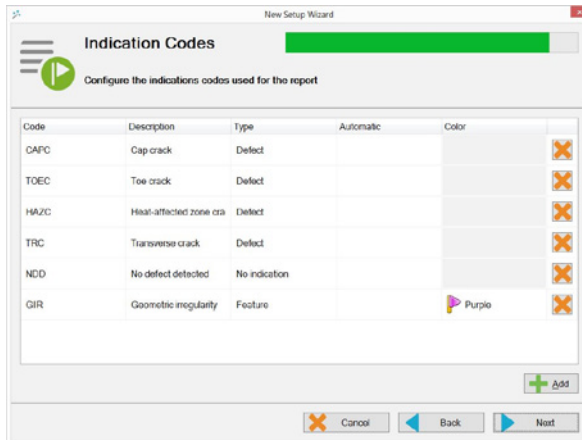 New Setup Wizard
Indication Codes
Configure the indications codes used for the report
Code Description Type Automatic Color
CAPC Cap crack Defect
TOEC Toe crack Defect
HAZC Heat-affected zone cra Defect
TRC Transverse crack Defect
NDD No defect detected No indication
GIR Geometric irregularity Feature Purple
Add
Cancel Back Next